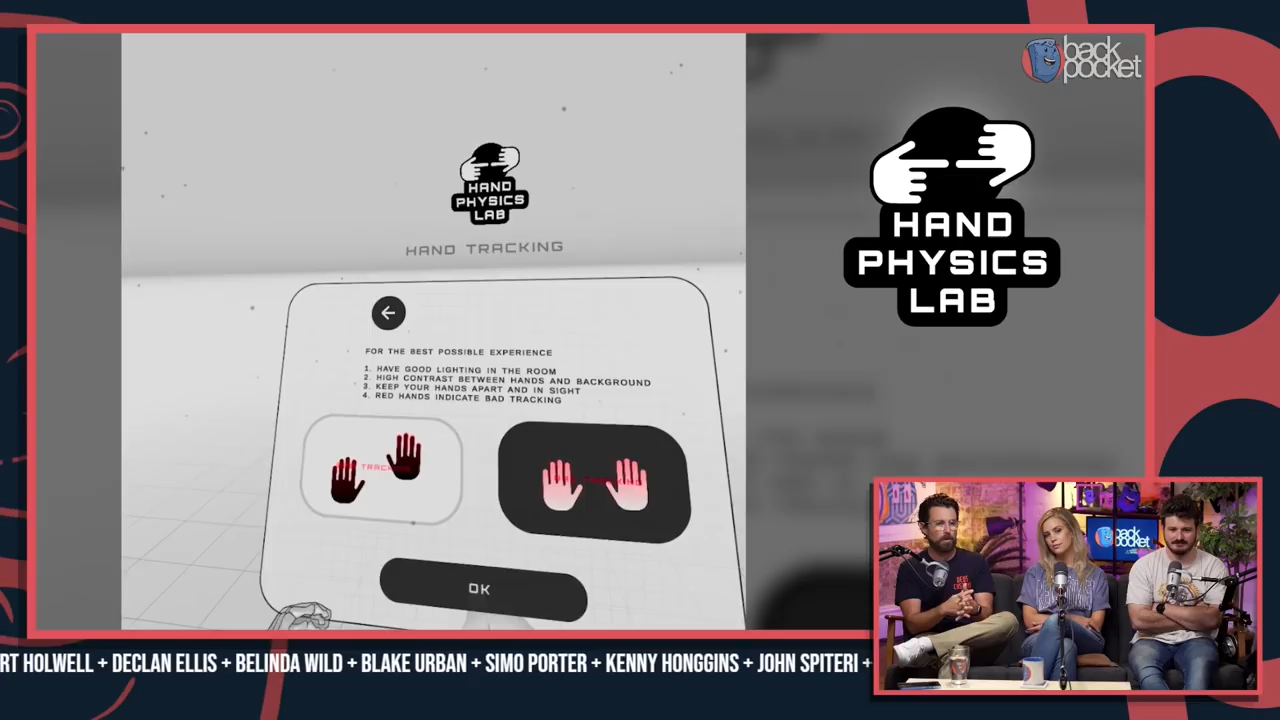 back
pocket
HAND
PHYSICS
LAB
HAND TRACKING
FOR THE BEST POSSIBLE EXPERIENCE
1. HAVE GOOD LIGHTING IN THE ROOM
2. HIGH CONTRAST BETWEEN HANDS AND BACKGROUND
3. KEEP YOUR HANDS APART AND IN SIGHT
4. RED HANDS INDICATE BAD TRACKING
OK
HAND
PHYSICS
LAB
back
pocket
RT HOLWELL + DECLAN ELLIS + BELINDA WILD + BLAKE URBAN + SIMO PORTER + KENNY HONGGINS + JOHN SPITERI +